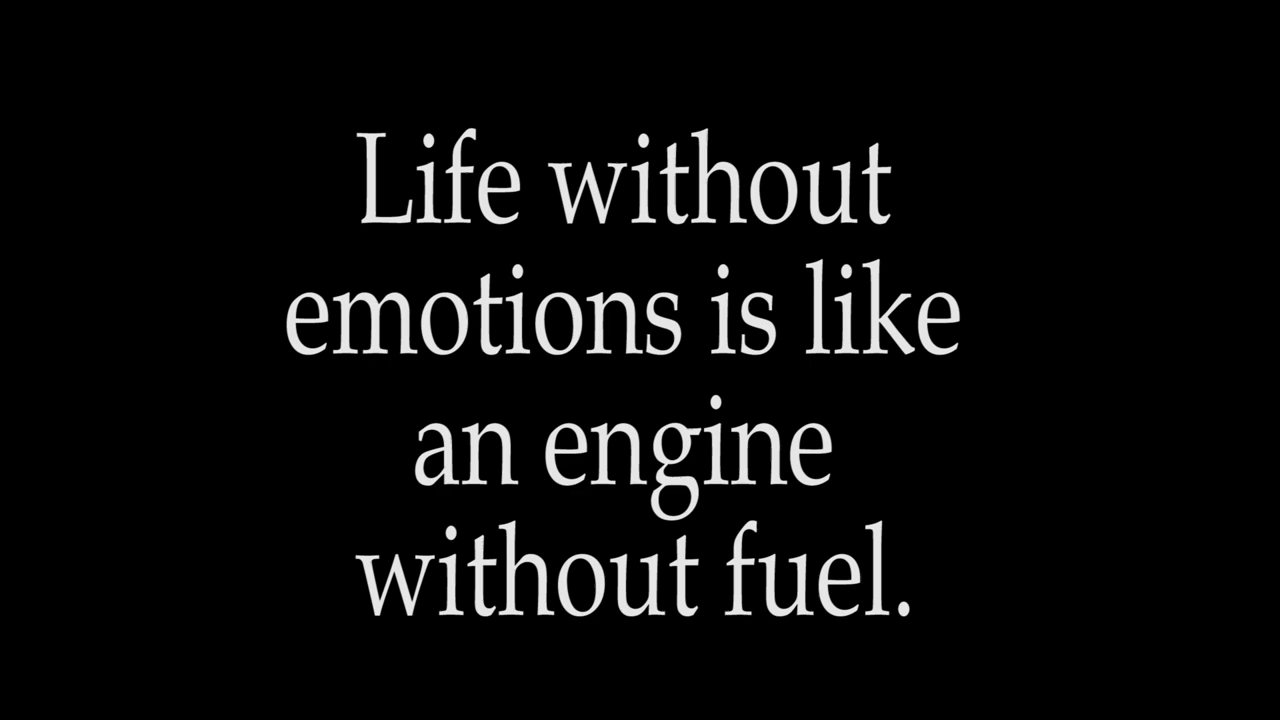 Life without
emotions is like
an engine
without fuel.